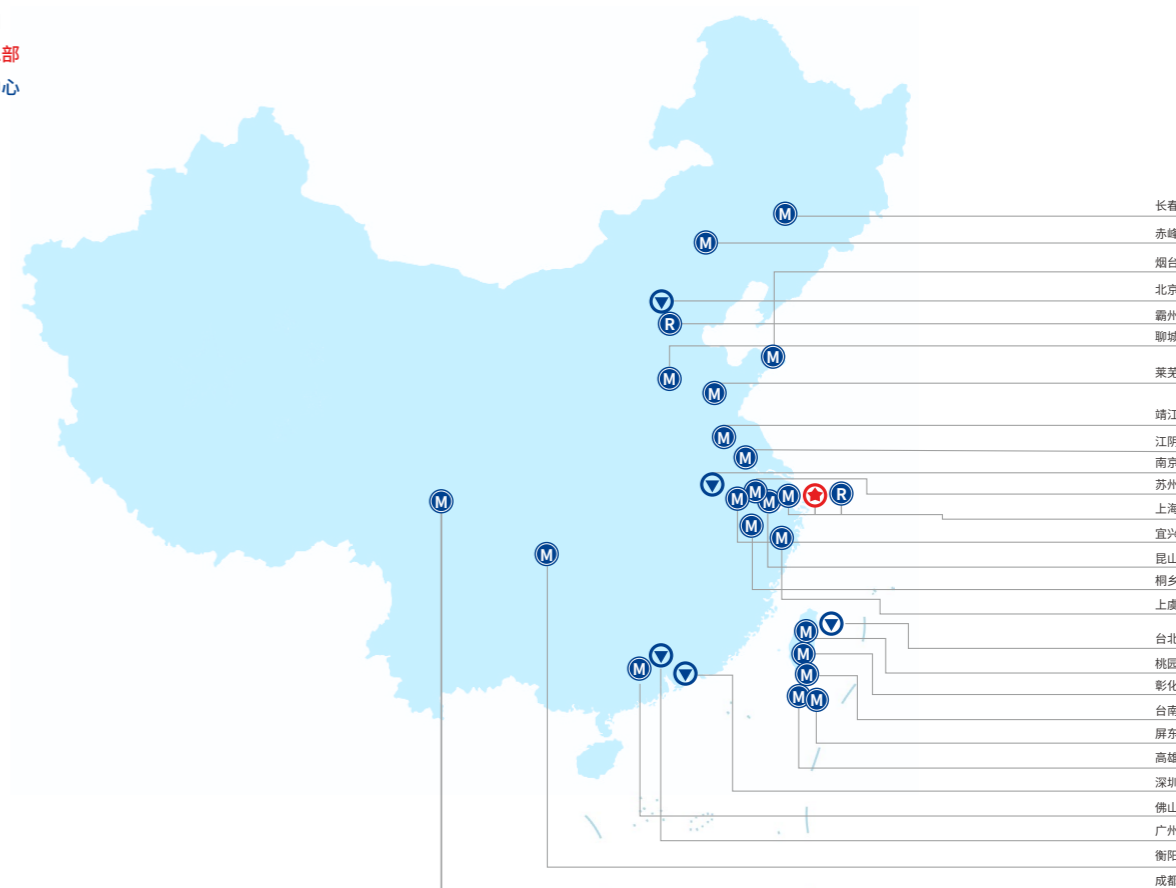 部
心
长春
赤峰
烟台
北京
霸州
聊城
莱芜
靖江
江阴
南京
苏州
上海
宜兴
昆山
桐乡
上虞
台北
桃园
彰化
台南
屏东
高雄
深圳
佛山
广州
衡阳
成都
M
M
R
M
M
M
M
M
M
M
M
M
R
M
M
M
M
M
M
M
M
M
M